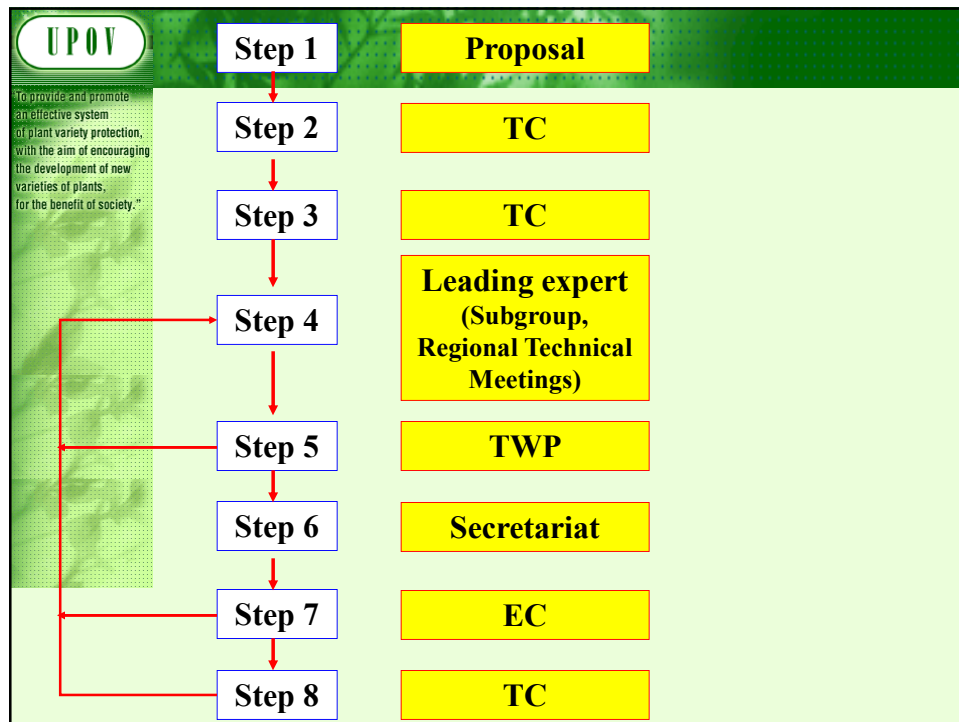 UPOV
"To provide and promote
an effective system
of plant variety protection,
with the aim of encouraging
the development of new
varieties of plants,
for the benefit of society."
Step 1
Proposal
Step 2
TC
Step 3
TC
Step 4
Leading expert
(Subgroup,
Regional Technical
Meetings)
Step 5
TWP
Step 6
Secretariat
Step 7
EC
Step 8
TC